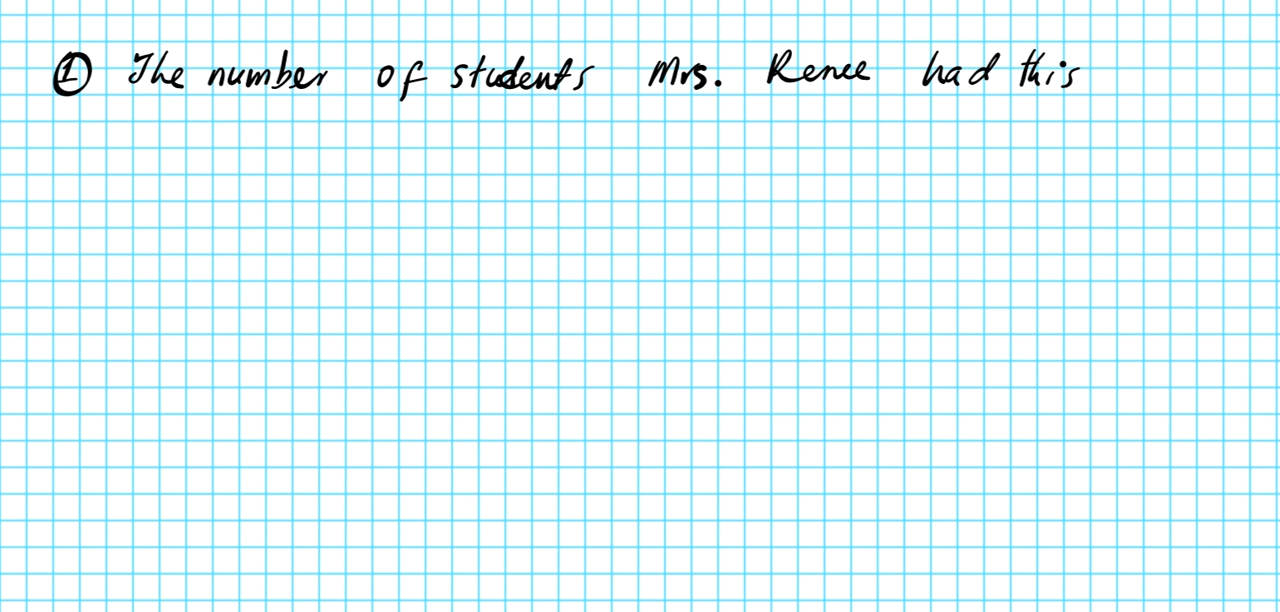 ① The number of students Mrs. Renee had this